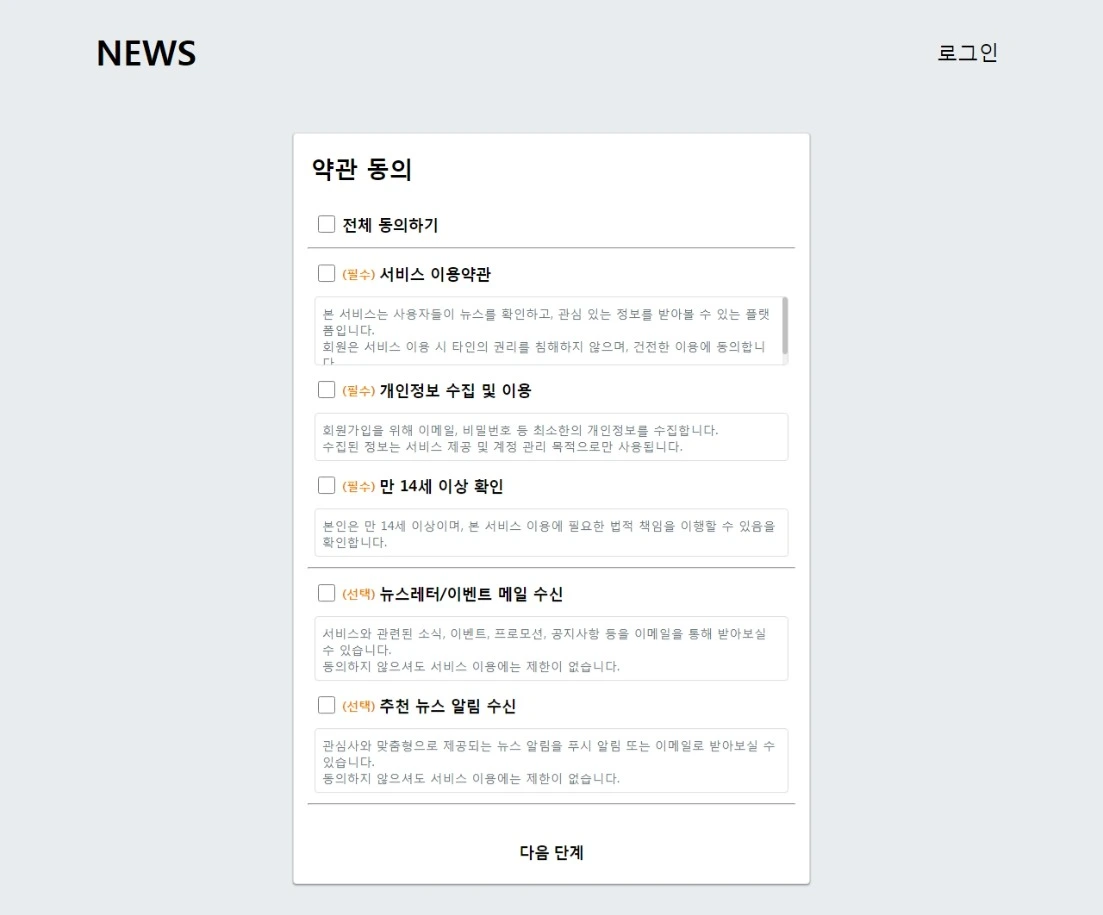 NEWS
로그인
약관 동의
전체 동의하기
(필수) 서비스 이용약관
본 서비스는 사용자들이 뉴스를 확인하고, 관심 있는 정보를 받아볼 수 있는 플랫
폼입니다.
회원은 서비스 이용 시 타인의 권리를 침해하지 않으며, 건전한 이용에 동의합니
다
(필수) 개인정보 수집 및 이용
회원가입을 위해 이메일, 비밀번호 등 최소한의 개인정보를 수집합니다.
수집된 정보는 서비스 제공 및 계정 관리 목적으로만 사용됩니다.
(필수) 만 14세 이상 확인
본인은 만 14세 이상이며, 본 서비스 이용에 필요한 법적 책임을 이행할 수 있음을
확인합니다.
(선택) 뉴스레터/이벤트 메일 수신
서비스와 관련된 소식, 이벤트, 프로모션, 공지사항 등을 이메일을 통해 받아보실
수 있습니다.
동의하지 않으셔도 서비스 이용에는 제한이 없습니다.
(선택) 추천 뉴스 알림 수신
관심사와 맞춤형으로 제공되는 뉴스 알림을 푸시 알림 또는 이메일로 받아보실 수
있습니다.
동의하지 않으셔도 서비스 이용에는 제한이 없습니다.
다음 단계